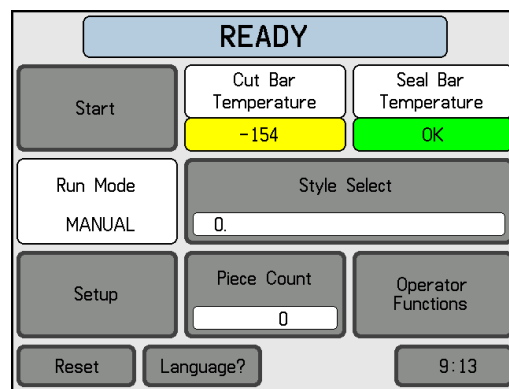 READY
Start
Cut Bar
Temperature
-154
Seal Bar
Temperature
OK
Run Mode
MANUAL
Style Select
0.
Setup
Piece Count
0
Operator
Functions
Reset
Language?
9:13